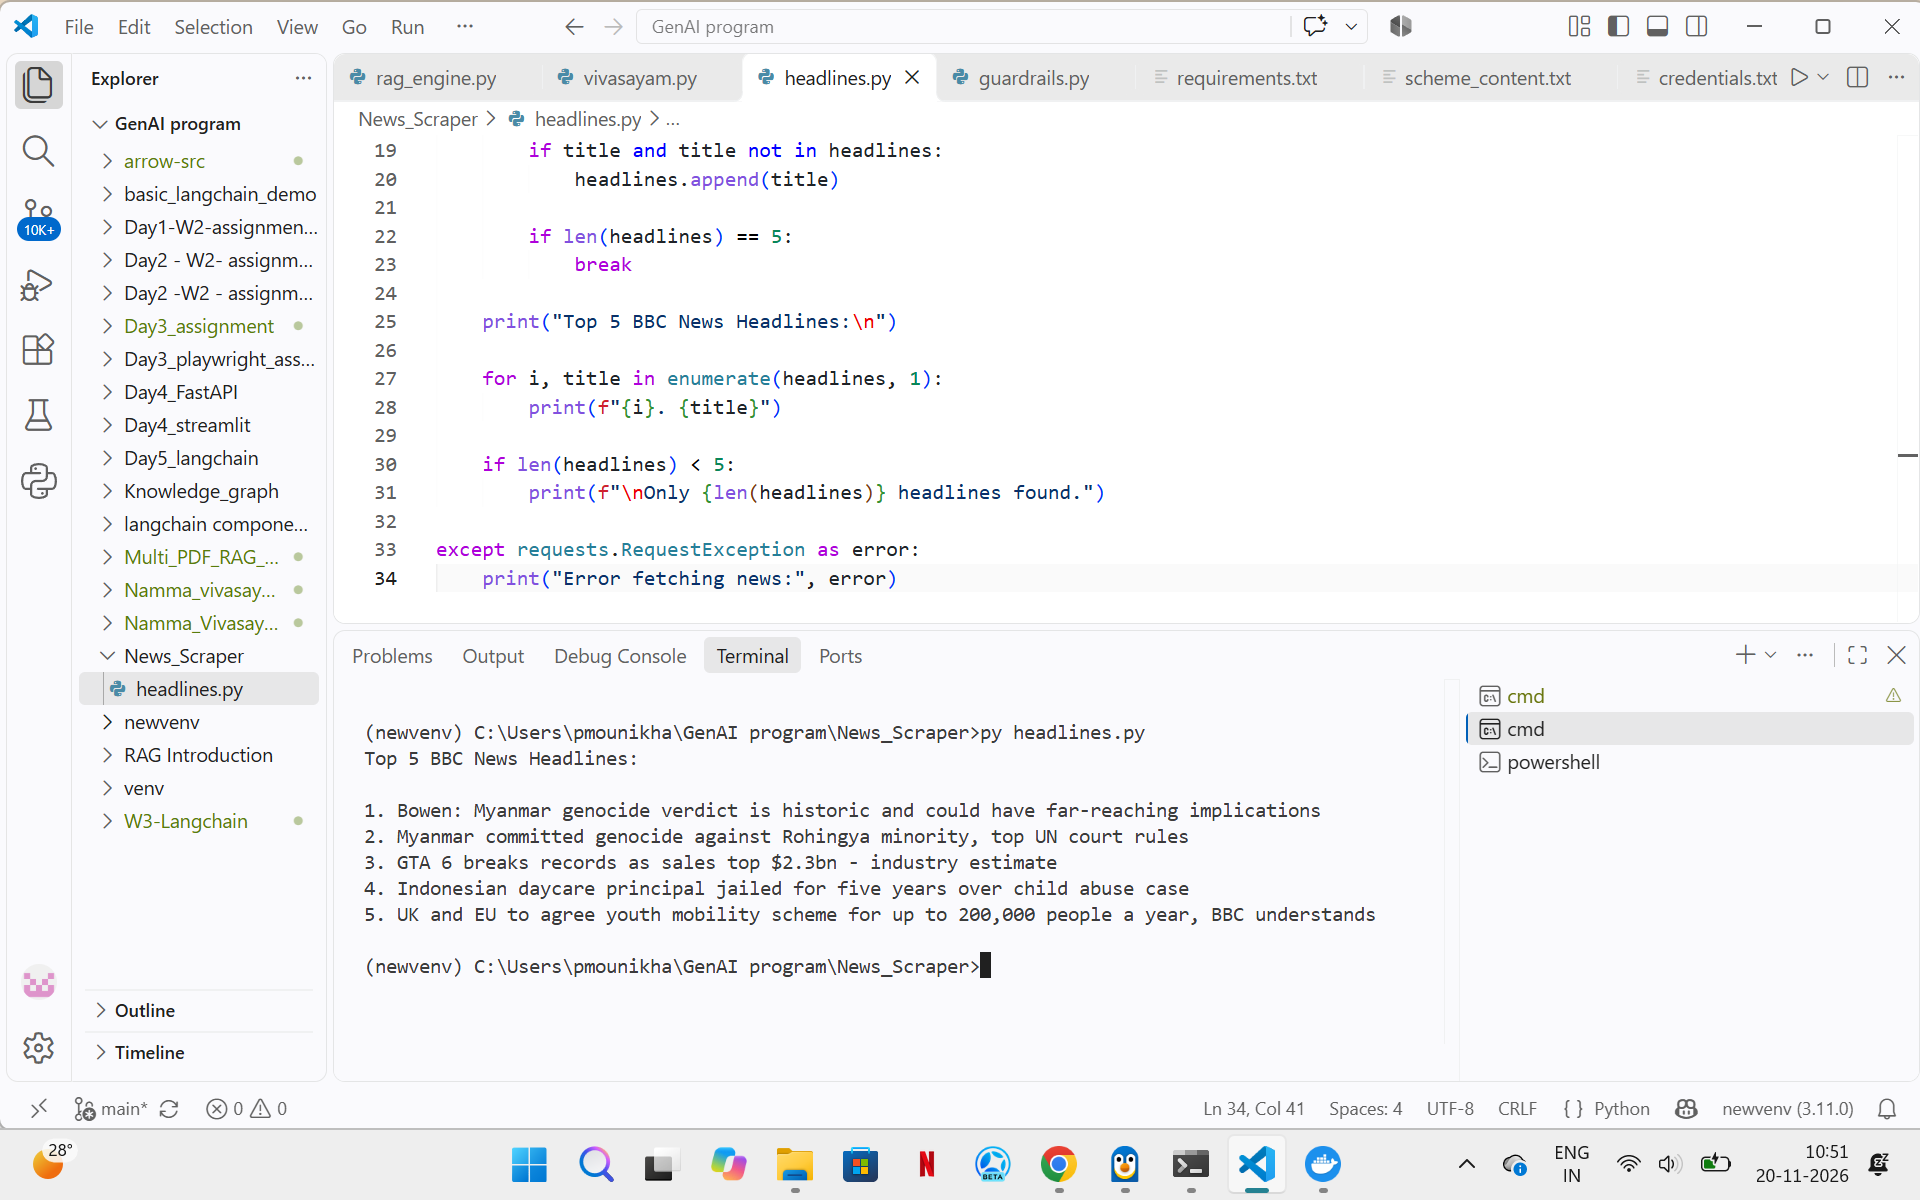 File Edit Selection View Go Run ...
GenAI program
Explorer
GenAI program
arrow-src
basic_langchain_demo
Day1-W2-assignmen...
Day2 - W2- assignm...
Day2 -W2 - assignm...
Day3_assignment
Day3_playwright_ass...
Day4_FastAPI
Day4_streamlit
Day5_langchain
Knowledge_graph
langchain compone...
Multi_PDF_RAG_...
Namma_vivasay...
Namma_Vivasay...
News_Scraper
headlines.py
newvenv
RAG Introduction
venv
W3-Langchain
Outline
Timeline
10K+
rag_engine.py vivasayam.py headlines.py guardrails.py requirements.txt scheme_content.txt credentials.txt
News_Scraper > headlines.py > ...
19 if title and title not in headlines:
20 headlines.append(title)
21
22 if len(headlines) == 5:
23 break
24
25 print("Top 5 BBC News Headlines:\n")
26
27 for i, title in enumerate(headlines, 1):
28 print(f"{i}. {title}")
29
30 if len(headlines) < 5:
31 print(f"\nOnly {len(headlines)} headlines found.")
32
33 except requests.RequestException as error:
34 print("Error fetching news:", error)
Problems Output Debug Console Terminal Ports
(newvenv) C:\Users\pmounikha\GenAI program\News_Scraper>py headlines.py
Top 5 BBC News Headlines:
1. Bowen: Myanmar genocide verdict is historic and could have far-reaching implications
2. Myanmar committed genocide against Rohingya minority, top UN court rules
3. GTA 6 breaks records as sales top $2.3bn - industry estimate
4. Indonesian daycare principal jailed for five years over child abuse case
5. UK and EU to agree youth mobility scheme for up to 200,000 people a year, BBC understands
(newvenv) C:\Users\pmounikha\GenAI program\News_Scraper>
cmd
cmd
powershell
main* 0 0
Ln 34, Col 41 Spaces: 4 UTF-8 CRLF { } Python newvenv (3.11.0)
28°
N
BETA
ENG
IN
10:51
20-11-2026